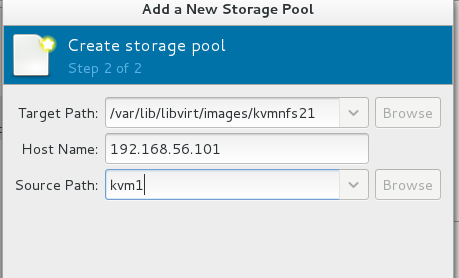 Add a New Storage Pool
Create storage pool
Step 2 of 2
Target Path: /var/lib/libvirt/images/kvmnfs21 Browse
Host Name: 192.168.56.101
Source Path: kvm1 Browse